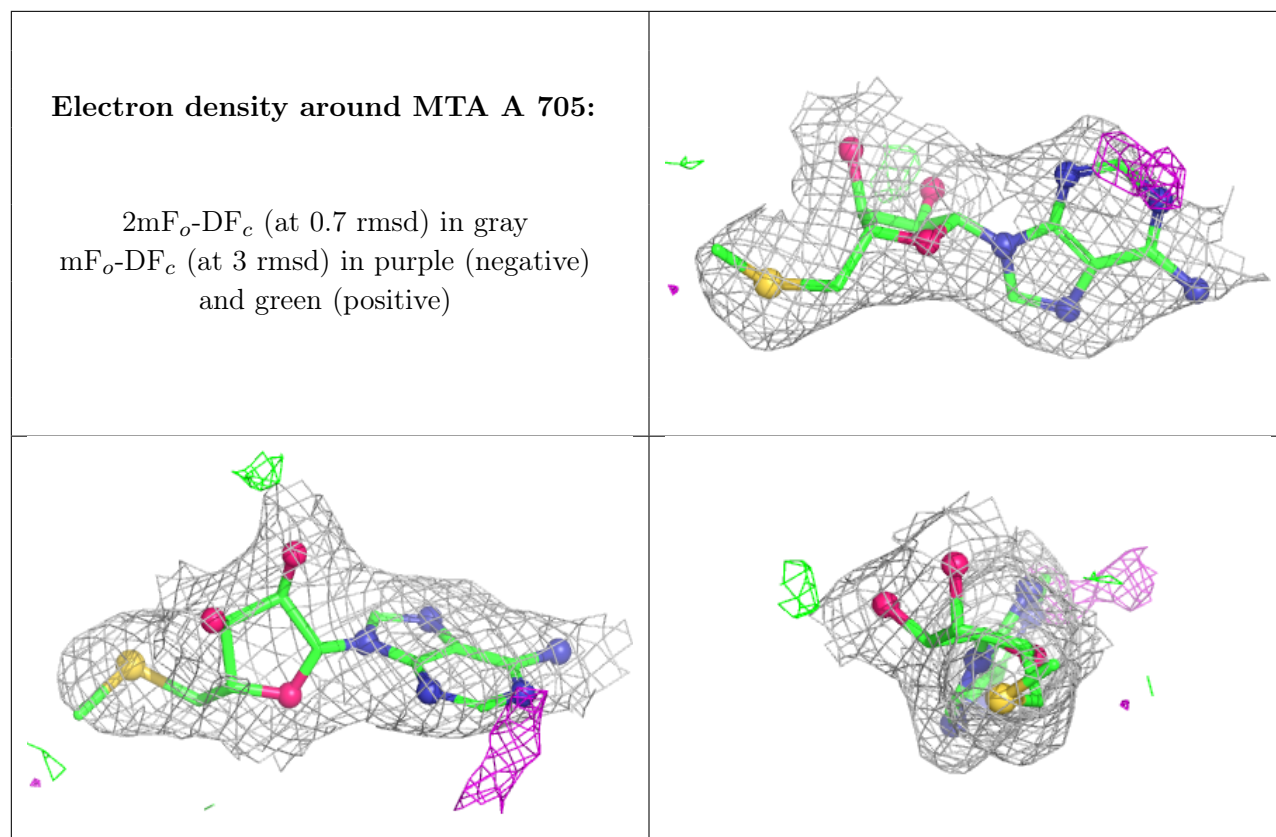 Electron density around MTA A 705:
2mFo-DFc (at 0.7 rmsd) in gray
mFo-DFc (at 3 rmsd) in purple (negative)
and green (positive)